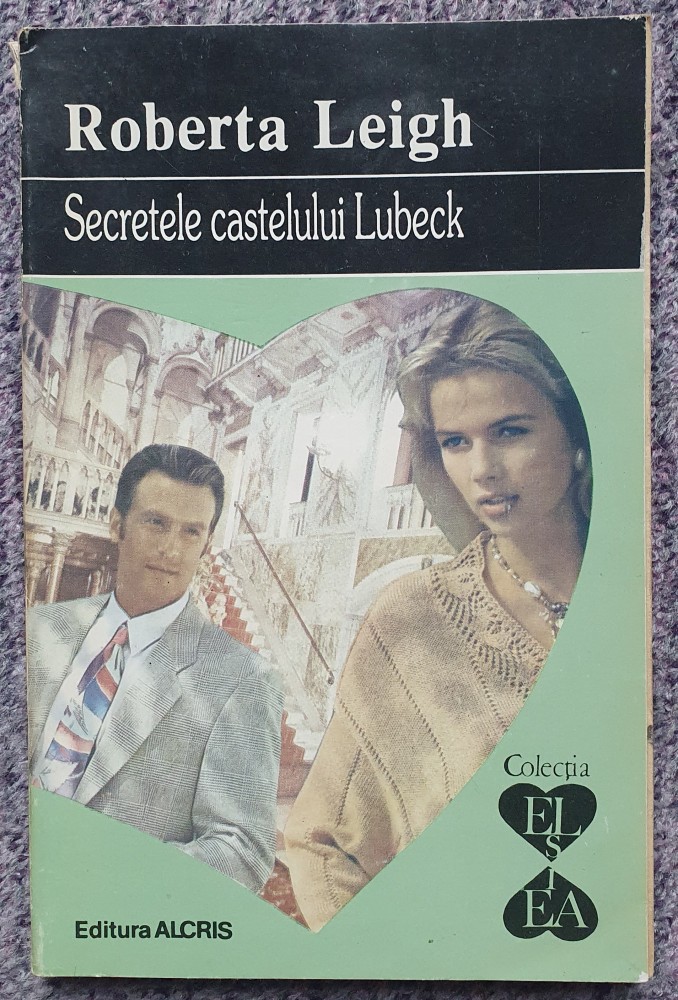 Roberta Leigh
Secretele castelului Lubeck
Colecția
EL
ȘI
EA
Editura ALCRIS